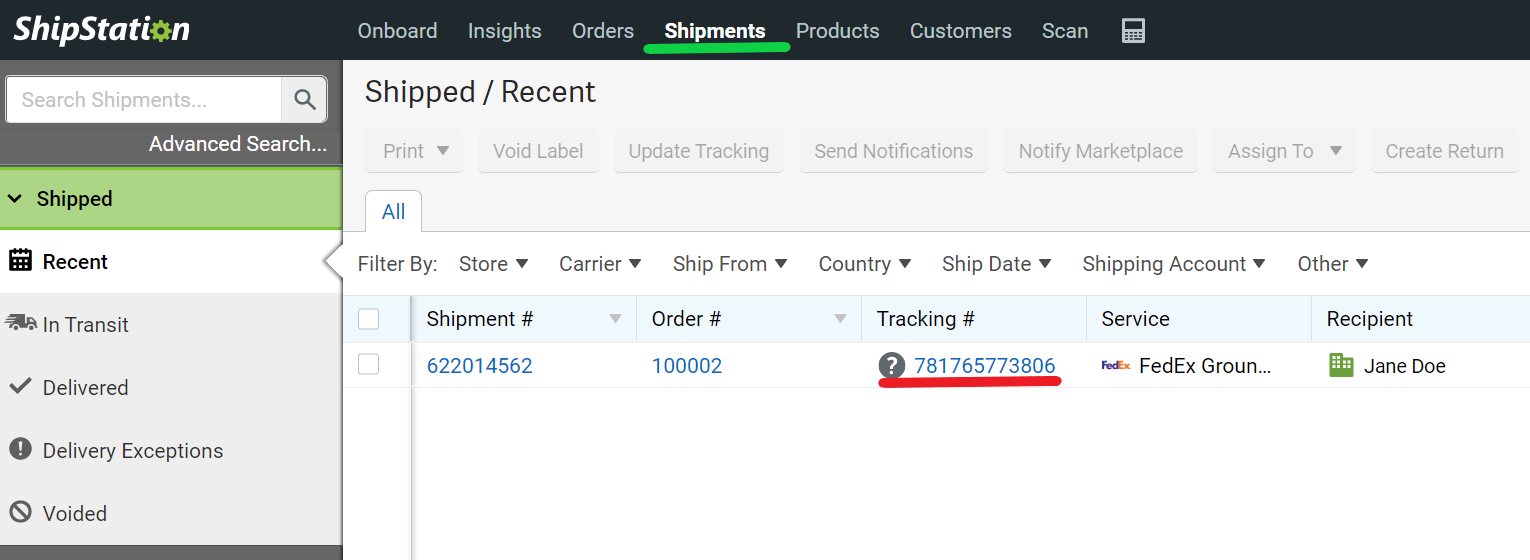 ShipStation Onboard Insights Orders Shipments Products Customers Scan
Search Shipments...
Advanced Search...
Shipped
Recent
In Transit
Delivered
Delivery Exceptions
Voided
Shipped / Recent
Print Void Label Update Tracking Send Notifications Notify Marketplace Assign To Create Return
All
Filter By: Store Carrier Ship From Country Ship Date Shipping Account Other
Shipment # Order # Tracking # Service Recipient
622014562 100002 ? 781765773806 FedEx FedEx Groun... Jane Doe